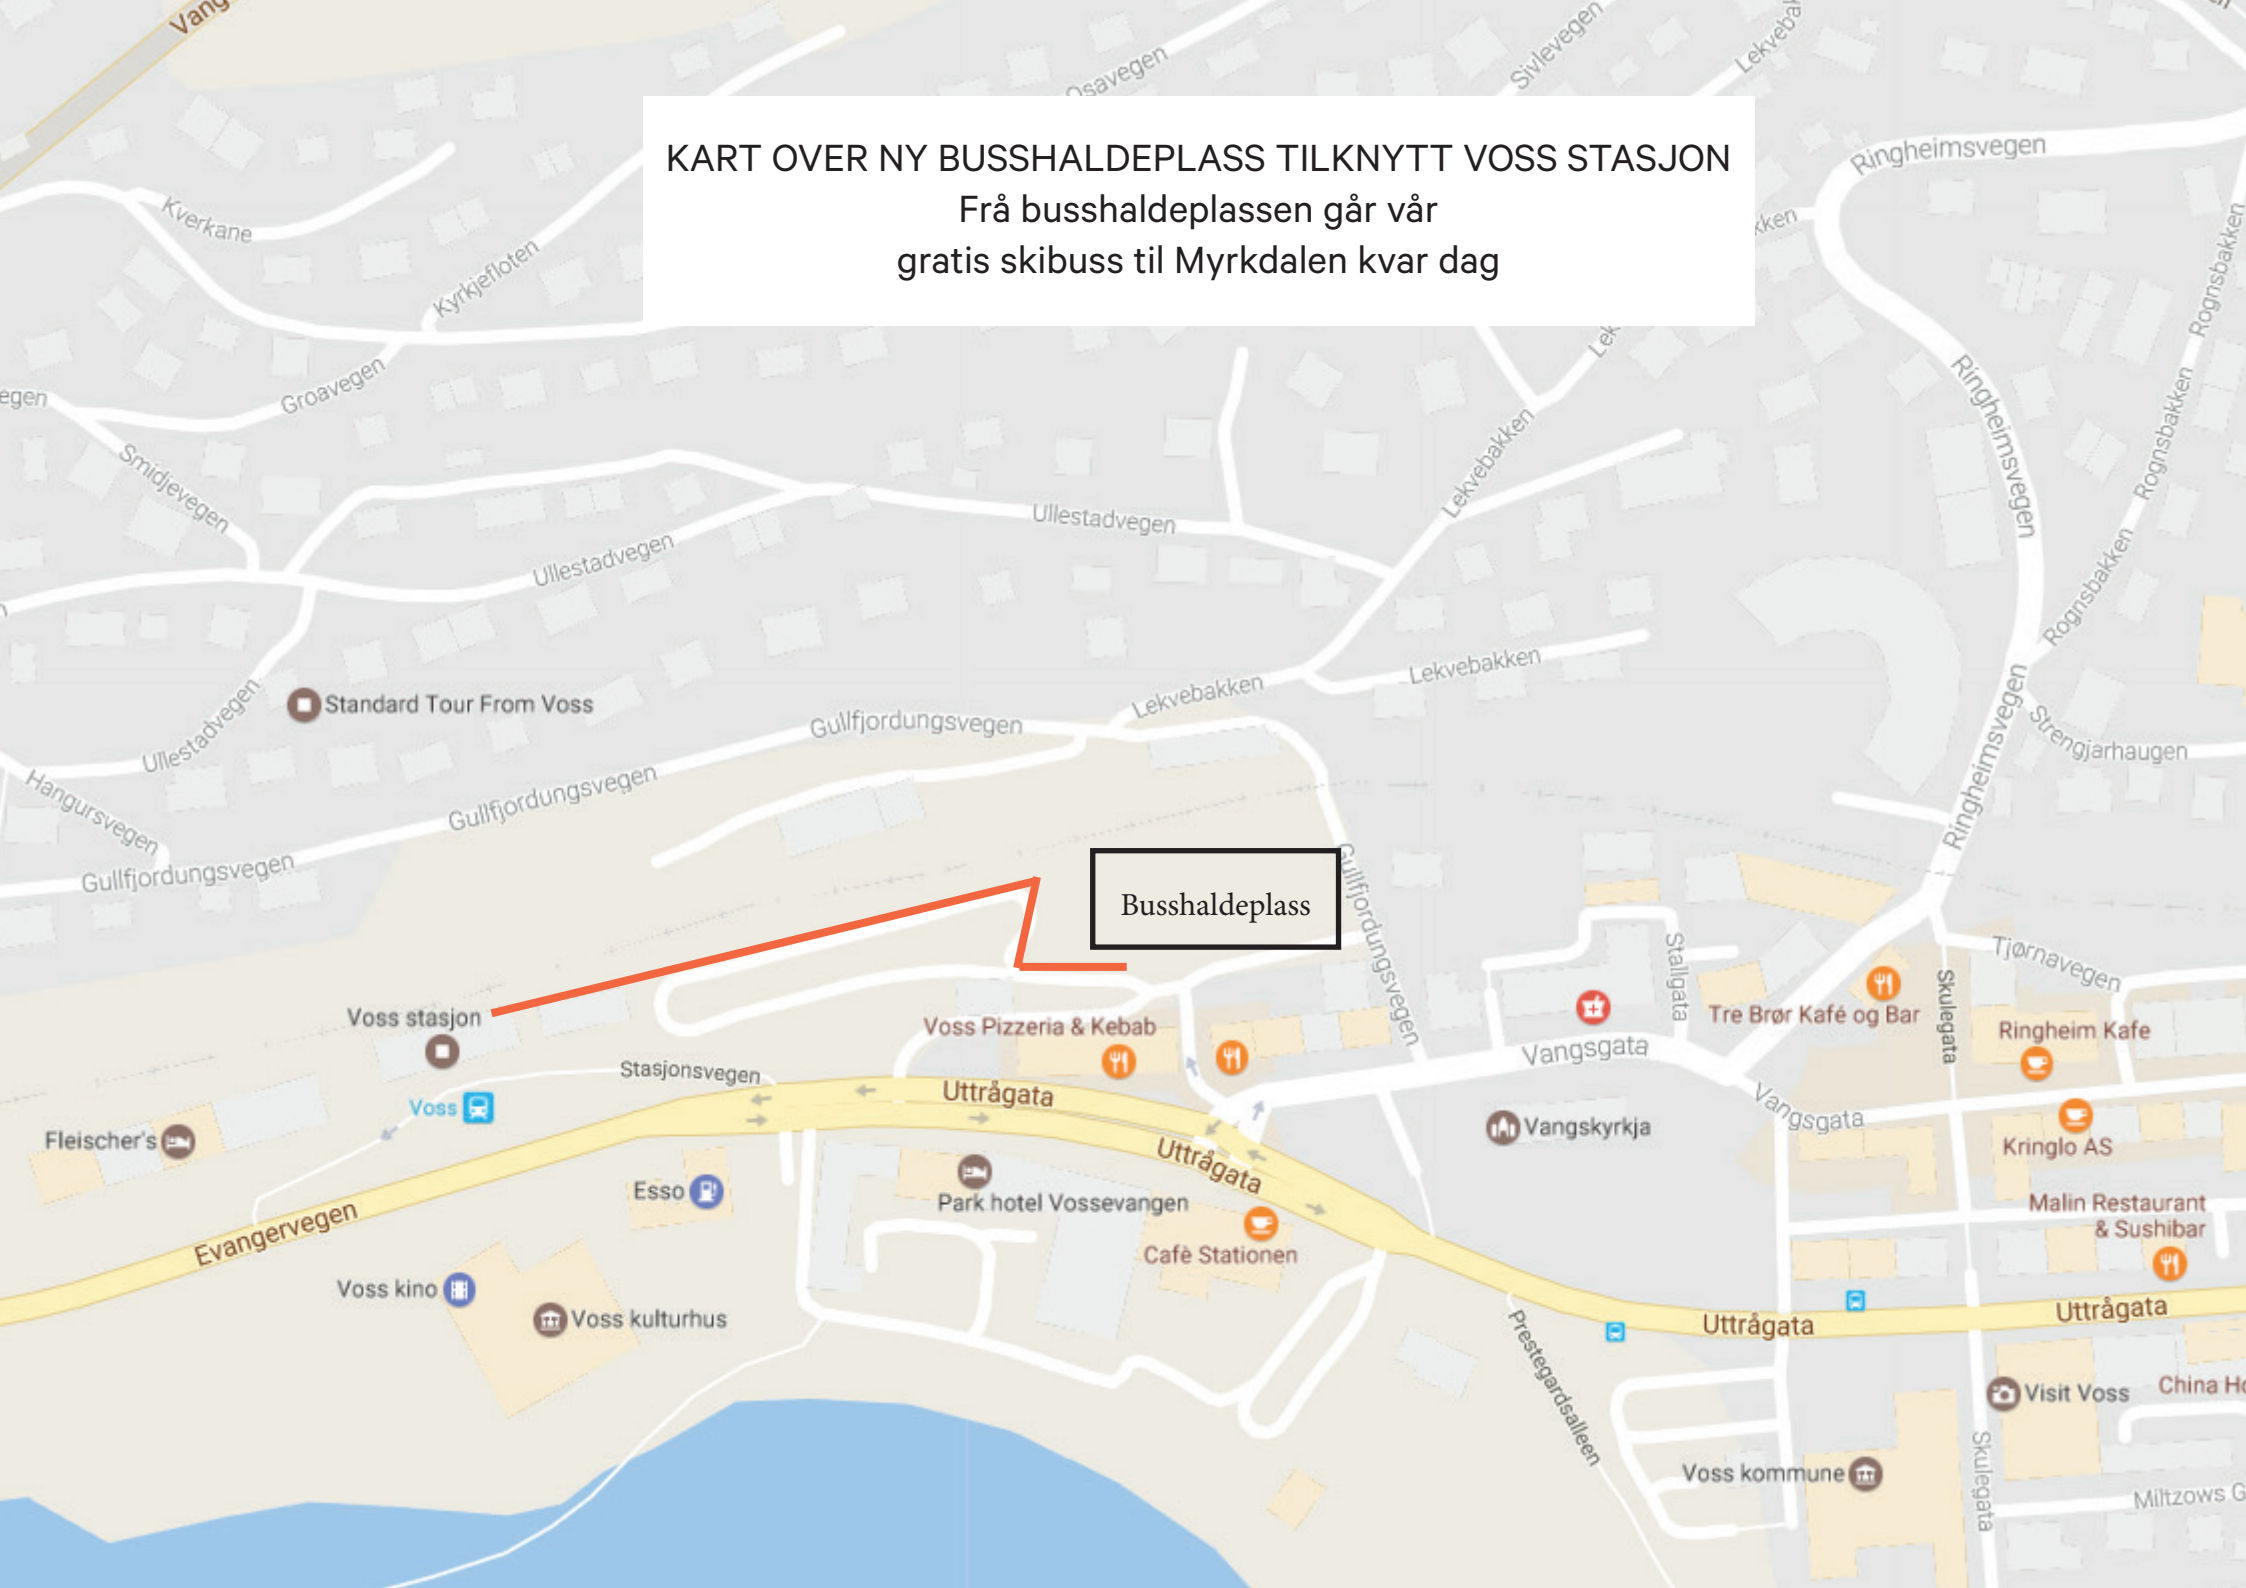 KART OVER NY BUSSHALDEPLASS TILKNYTT VOSS STASJON
Frå busshaldeplassen går vår
gratis skibuss til Myrkdalen kvar dag
Osavegen
Sivlevegen
Ringheimsvegen
Kverkane
Kyrkjefloten
Groavegen
Smidjevegen
Ullestadvegen
Ullestadvegen
Ullestadvegen
Lekvebakken
Lekvebakken
Lekvebakken
Ringheimsvegen
Ringheimsvegen
Rognsbakken
Rognsbakken
Rognsbakken
Strengjarhaugen
Standard Tour From Voss
Hangursvegen
Gullfjordungsvegen
Gullfjordungsvegen
Gullfjordungsvegen
Gullfjordungsvegen
Busshaldeplass
Voss stasjon
Voss
Stasjonsvegen
Fleischer's
Evangervegen
Voss Pizzeria & Kebab
Uttrågata
Uttrågata
Esso
Park hotel Vossevangen
Cafè Stationen
Voss kino
Voss kulturhus
Vangsgata
Stallgata
Tre Brør Kafé og Bar
Skulegata
Tjørnavegen
Ringheim Kafe
Vangsgata
Vangskyrkja
Kringlo AS
Malin Restaurant
& Sushibar
Uttrågata
Uttrågata
Prestegardsalleen
Visit Voss
China
Voss kommune
Skulegata
Miltzows G